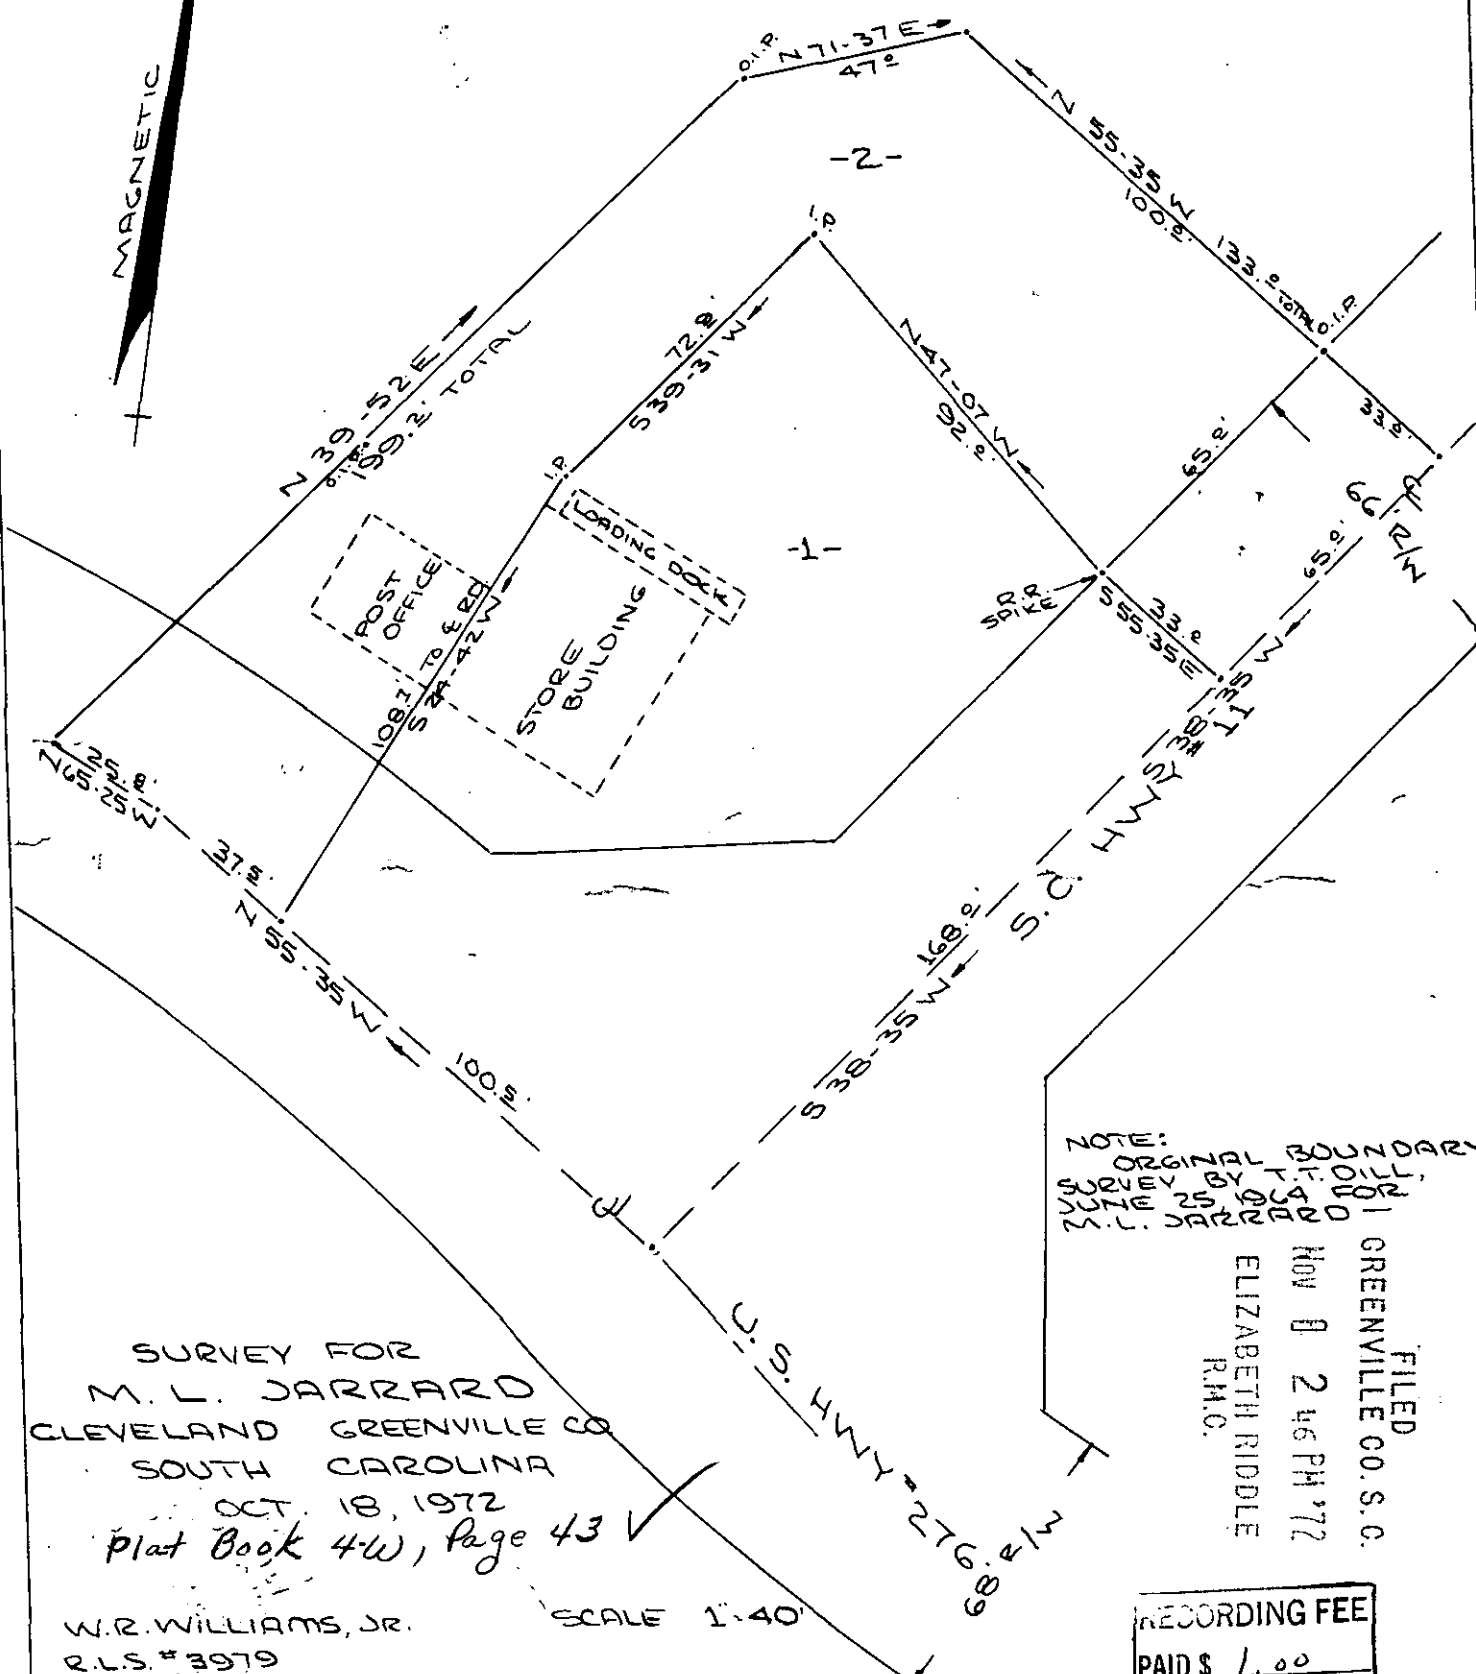 MAGNETIC
O.I.P.
N 71-37 E
47.0
-2-
N 55-35 W
100.0'
133.0' TOTAL
O.I.P.
I.P.
N 39-52 E
199.2' TOTAL
O.I.P.
72.8'
S 39-31 W
N 47-07 W
92.0'
65.0'
33.0'
66' R/W
I.P.
LOADING DOCK
-1-
POST
OFFICE
STORE
BUILDING
108.1' TO ℄ RD
S 24-42 W
R.R.
SPIKE
33.0
S 55-35 E
65.0'
S 38-35 W
S.C. HWY # 11
25.0'
N 65-25 W
37.5'
N 55-35 W
100.5'
168.0'
S 38-35 W
℄
U.S. HWY # 276
68' R/W
NOTE:
ORGINAL BOUNDARY
SURVEY BY T.T. DILL,
JUNE 25, 1964 FOR
M.L. JARRARD —
FILED
GREENVILLE CO. S. C.
NOV 2 46 PM '72
ELIZABETH RIDDLE
R.M.C.
SURVEY FOR
M. L. JARRARD
CLEVELAND GREENVILLE CO
SOUTH CAROLINA
OCT. 18, 1972
Plat Book 4-W, Page 43 ✓
W.R. WILLIAMS, JR.
R.L.S. # 3979
SCALE 1"=40'
RECORDING FEE
PAID $ 1.00